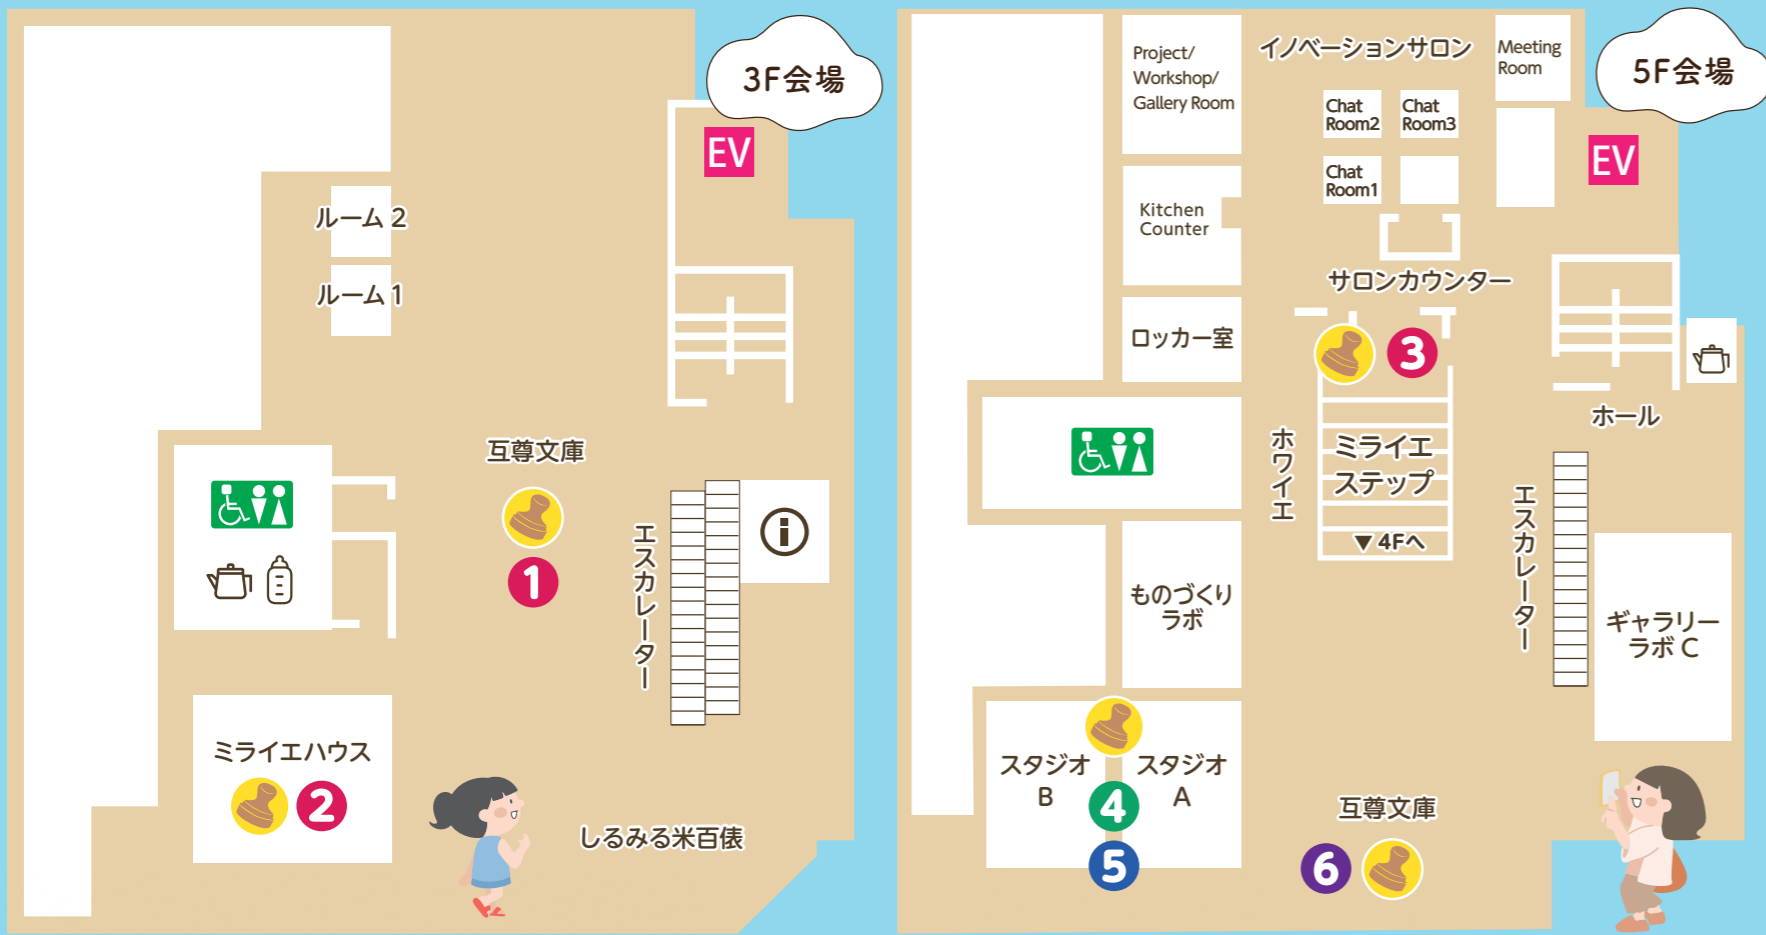 3F会場
EV
ルーム 2
ルーム 1
互尊文庫
1
エスカレーター
i
ミライエハウス
2
しるみる米百俵
5F会場
Project/
Workshop/
Gallery Room
イノベーションサロン
Meeting
Room
Chat
Room2
Chat
Room3
Chat
Room1
EV
Kitchen
Counter
サロンカウンター
ロッカー室
3
ホール
ホワイエ
ミライエ
ステップ
▼4Fへ
エスカレーター
ものづくり
ラボ
ギャラリー
ラボ C
スタジオ
B
スタジオ
A
4
5
互尊文庫
6